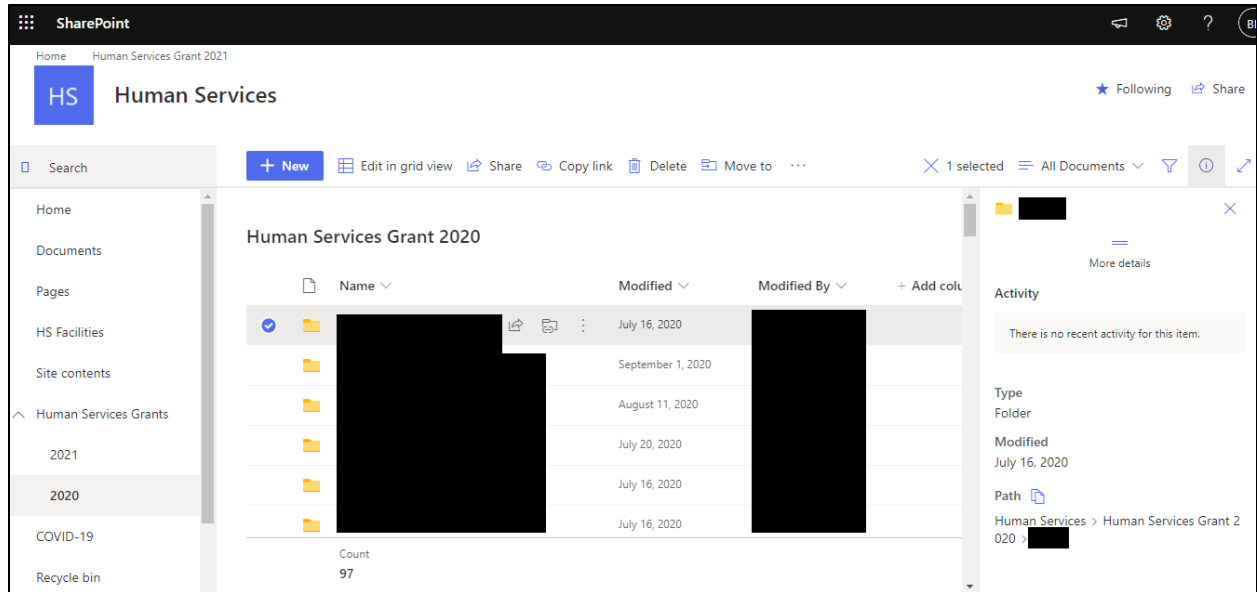 SharePoint
?
BI
Home Human Services Grant 2021
HS Human Services
Following Share
Search
New Edit in grid view Share Copy link Delete Move to ... 1 selected All Documents
Home
Documents
Pages
HS Facilities
Site contents
Human Services Grants
2021
2020
COVID-19
Recycle bin
Human Services Grant 2020
Name Modified Modified By + Add colu
July 16, 2020
September 1, 2020
August 11, 2020
July 20, 2020
July 16, 2020
July 16, 2020
Count
97
More details
Activity
There is no recent activity for this item.
Type
Folder
Modified
July 16, 2020
Path
Human Services > Human Services Grant 2
020 >